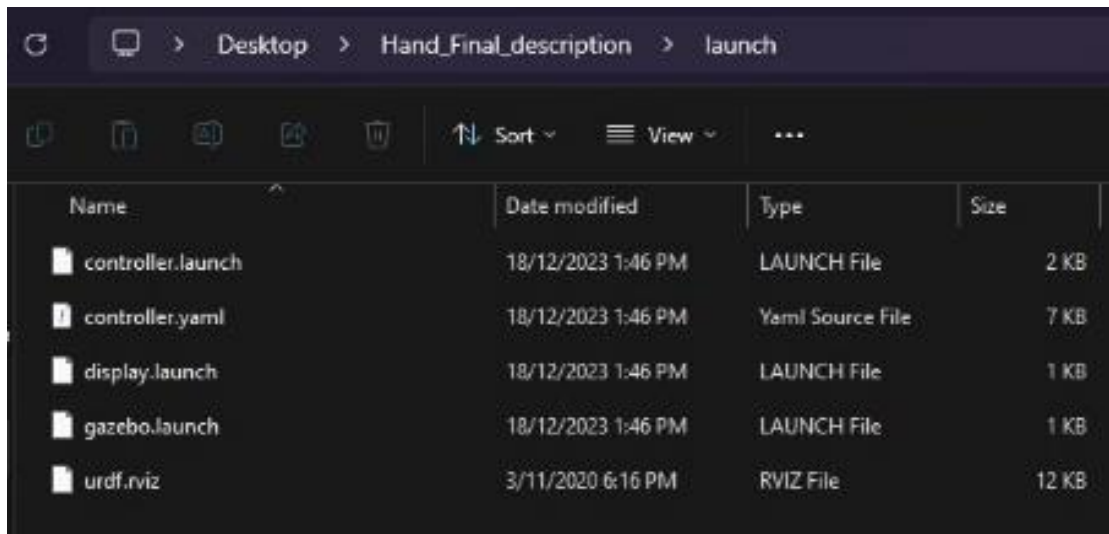 Desktop > Hand_Final_description > launch
Sort View ...
Name Date modified Type Size
controller.launch 18/12/2023 1:46 PM LAUNCH File 2 KB
controller.yaml 18/12/2023 1:46 PM Yaml Source File 7 KB
display.launch 18/12/2023 1:46 PM LAUNCH File 1 KB
gazebo.launch 18/12/2023 1:46 PM LAUNCH File 1 KB
urdf.rviz 3/11/2020 6:16 PM RVIZ File 12 KB